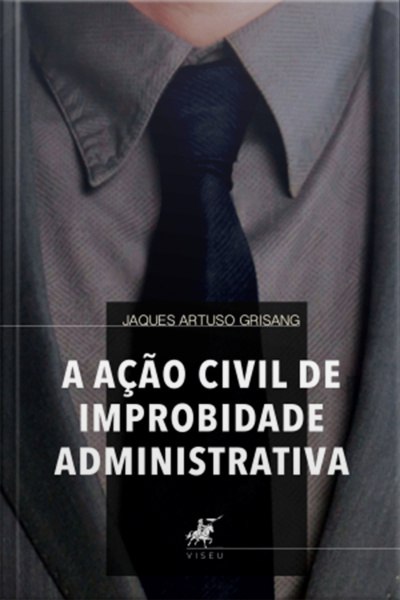 JAQUES ARTUSO GRISANG
A AÇÃO CIVIL DE
IMPROBIDADE
ADMINISTRATIVA
VISEU